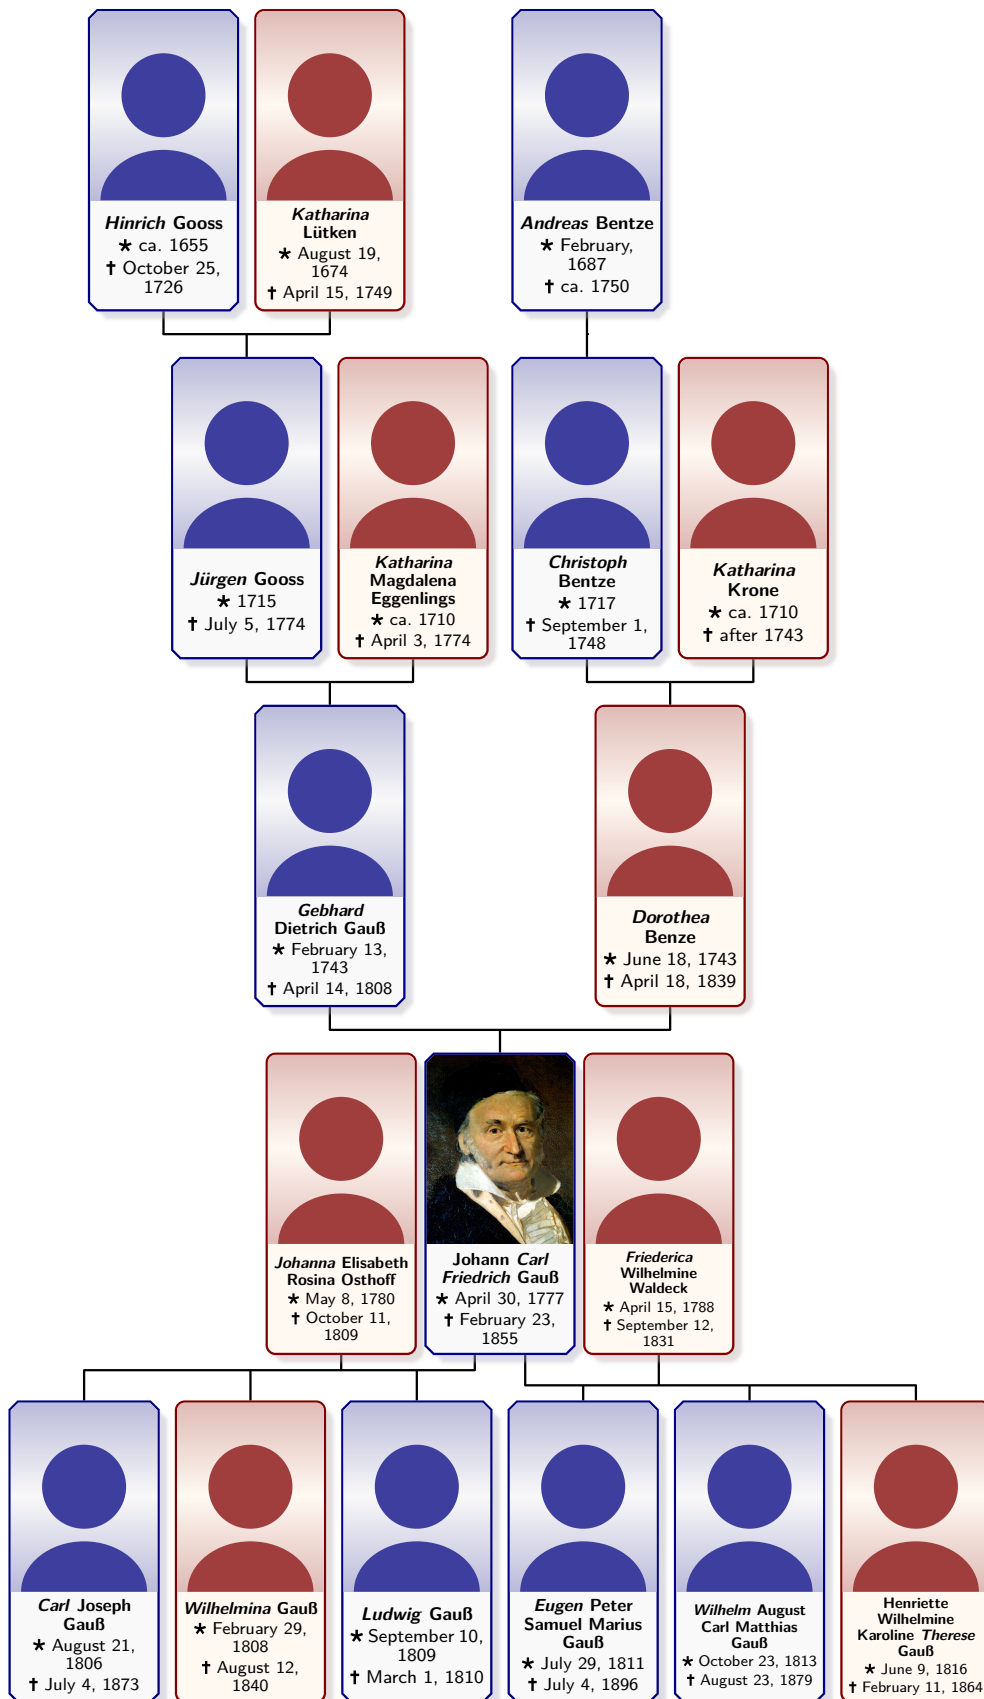 Hinrich Gooss
★ ca. 1655
† October 25,
1726
Katharina
Lütken
★ August 19,
1674
† April 15, 1749
Andreas Bentze
★ February,
1687
† ca. 1750
Jürgen Gooss
★ 1715
† July 5, 1774
Katharina
Magdalena
Eggenlings
★ ca. 1710
† April 3, 1774
Christoph
Bentze
★ 1717
† September 1,
1748
Katharina
Krone
★ ca. 1710
† after 1743
Gebhard
Dietrich Gauß
★ February 13,
1743
† April 14, 1808
Dorothea
Benze
★ June 18, 1743
† April 18, 1839
Johanna Elisabeth
Rosina Osthoff
★ May 8, 1780
† October 11,
1809
Johann Carl
Friedrich Gauß
★ April 30, 1777
† February 23,
1855
Friederica
Wilhelmine
Waldeck
★ April 15, 1788
† September 12,
1831
Carl Joseph
Gauß
★ August 21,
1806
† July 4, 1873
Wilhelmina Gauß
★ February 29,
1808
† August 12,
1840
Ludwig Gauß
★ September 10,
1809
† March 1, 1810
Eugen Peter
Samuel Marius
Gauß
★ July 29, 1811
† July 4, 1896
Wilhelm August
Carl Matthias
Gauß
★ October 23, 1813
† August 23, 1879
Henriette
Wilhelmine
Karoline Therese
Gauß
★ June 9, 1816
† February 11, 1864